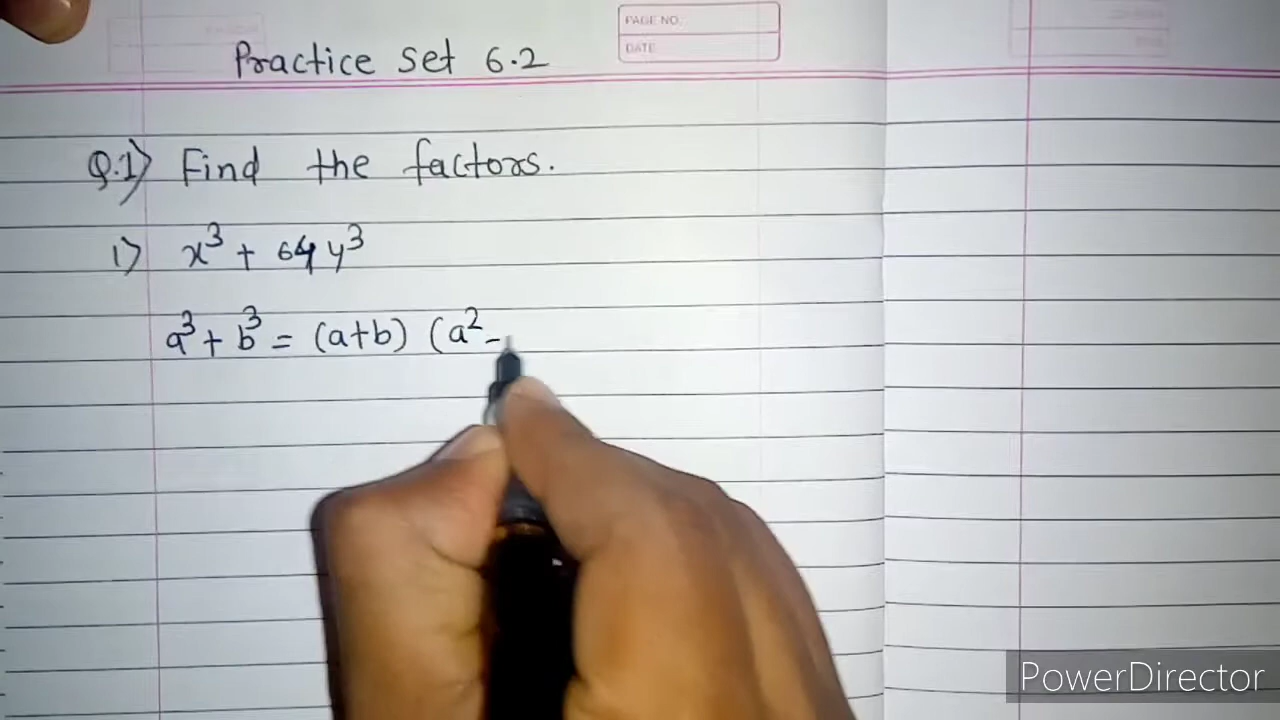 PAGE NO.
DATE
Practice Set 6.2
Q.1) Find the factors.
1) x³ + 64y³
a³ + b³ = (a+b) (a² -
PowerDirector